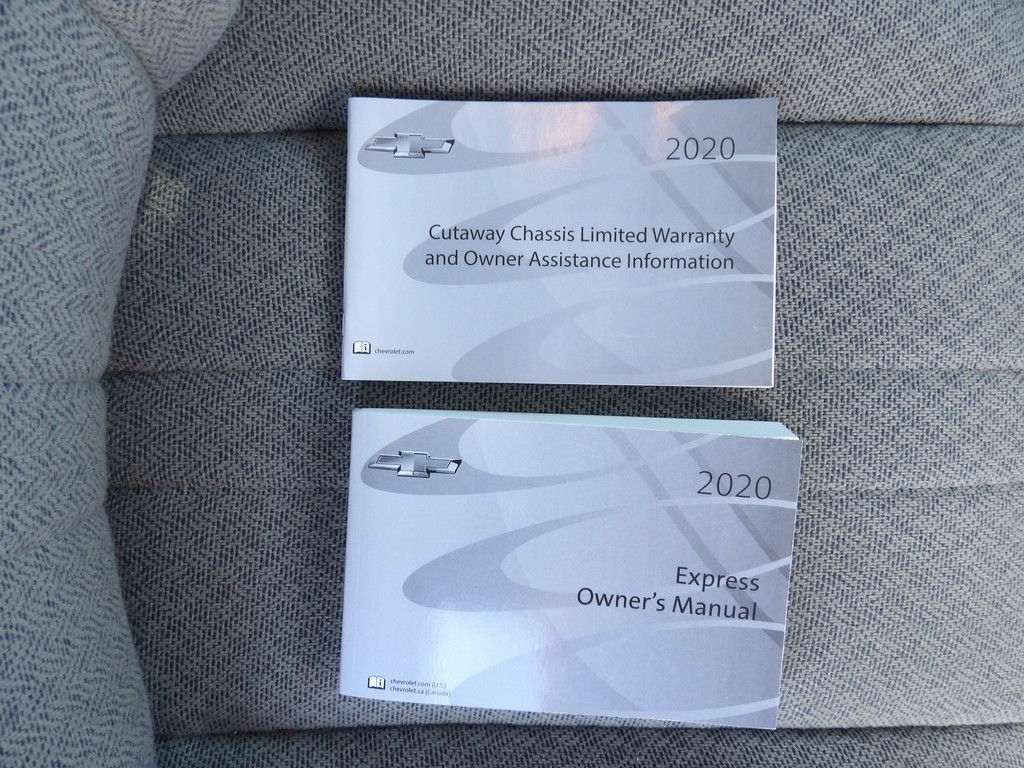 2020
Cutaway Chassis Limited Warranty
and Owner Assistance Information
chevrolet.com
2020
Express
Owner's Manual
chevrolet.com (U.S.)
chevrolet.ca (Canada)